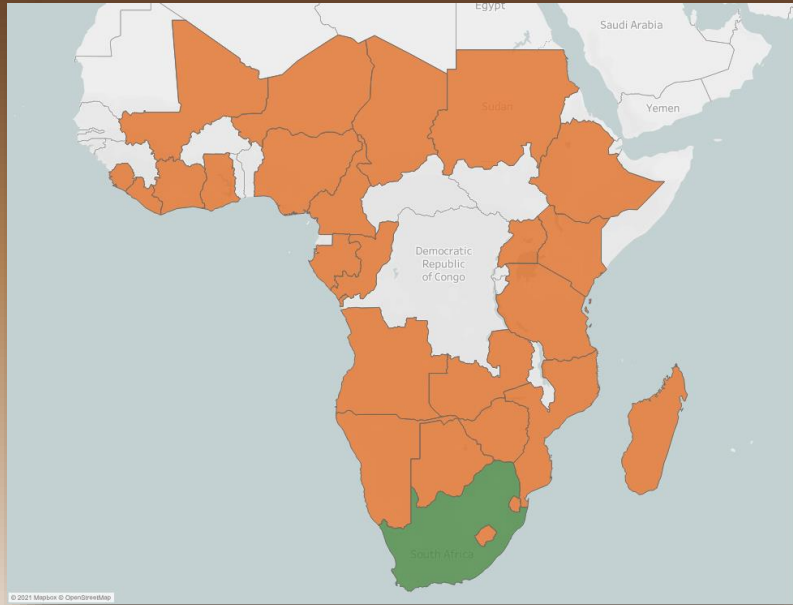 Egypt
Saudi Arabia
Sudan
Yemen
Democratic
Republic
of Congo
South Africa
© 2021 Mapbox © OpenStreetMap